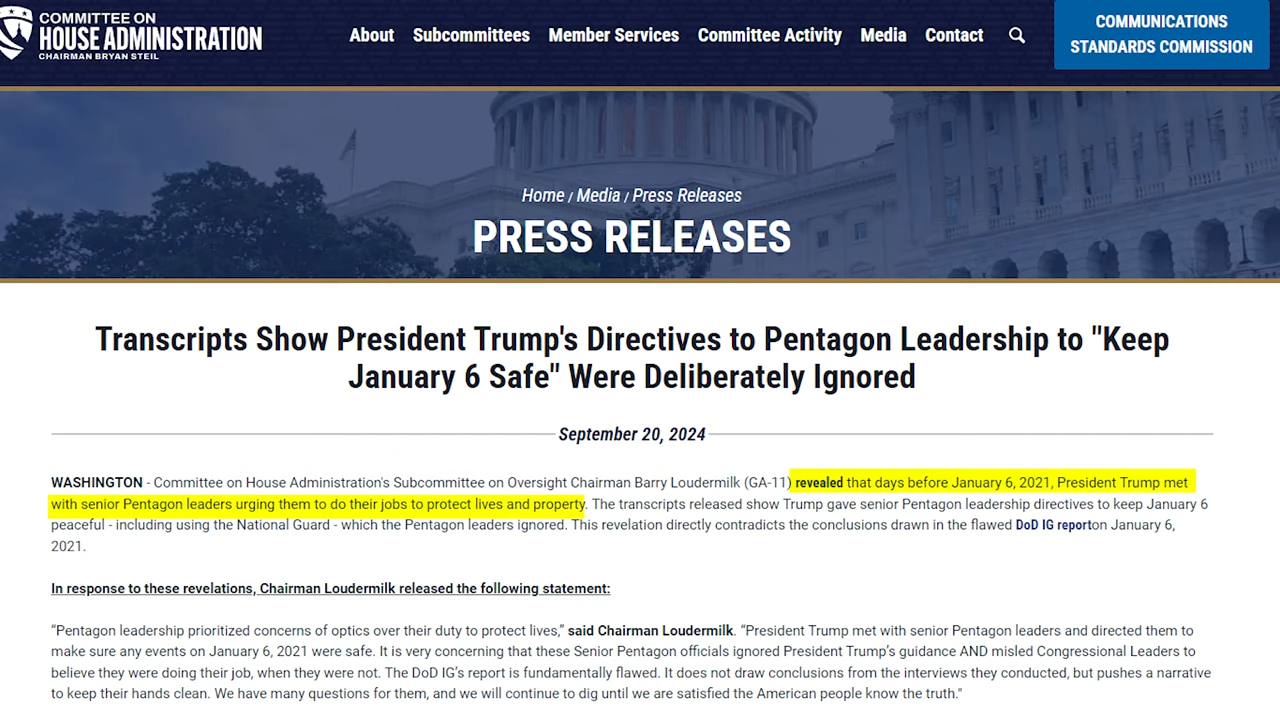 COMMITTEE ON
HOUSE ADMINISTRATION
CHAIRMAN BRYAN STEIL
About Subcommittees Member Services Committee Activity Media Contact
COMMUNICATIONS
STANDARDS COMMISSION
Home / Media / Press Releases
PRESS RELEASES
Transcripts Show President Trump's Directives to Pentagon Leadership to "Keep
January 6 Safe" Were Deliberately Ignored
September 20, 2024
WASHINGTON - Committee on House Administration's Subcommittee on Oversight Chairman Barry Loudermilk (GA-11) revealed that days before January 6, 2021, President Trump met
with senior Pentagon leaders urging them to do their jobs to protect lives and property. The transcripts released show Trump gave senior Pentagon leadership directives to keep January 6
peaceful - including using the National Guard - which the Pentagon leaders ignored. This revelation directly contradicts the conclusions drawn in the flawed DoD IG reporton January 6,
2021.
In response to these revelations, Chairman Loudermilk released the following statement:
“Pentagon leadership prioritized concerns of optics over their duty to protect lives,” said Chairman Loudermilk. “President Trump met with senior Pentagon leaders and directed them to
make sure any events on January 6, 2021 were safe. It is very concerning that these Senior Pentagon officials ignored President Trump’s guidance AND misled Congressional Leaders to
believe they were doing their job, when they were not. The DoD IG’s report is fundamentally flawed. It does not draw conclusions from the interviews they conducted, but pushes a narrative
to keep their hands clean. We have many questions for them, and we will continue to dig until we are satisfied the American people know the truth."